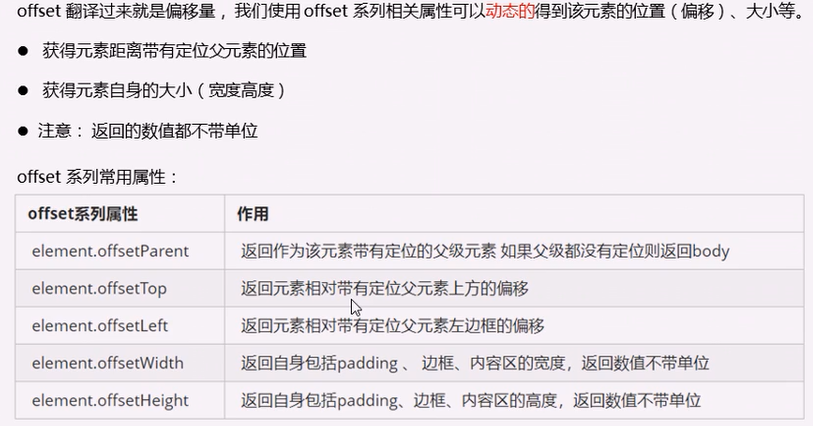 offset 翻译过来就是偏移量，我们使用 offset 系列相关属性可以动态的得到该元素的位置（偏移）、大小等。
● 获得元素距离带有定位父元素的位置
● 获得元素自身的大小（宽度高度）
● 注意：返回的数值都不带单位
offset 系列常用属性：
offset系列属性 作用
element.offsetParent 返回作为该元素带有定位的父级元素 如果父级都没有定位则返回body
element.offsetTop 返回元素相对带有定位父元素上方的偏移
element.offsetLeft 返回元素相对带有定位父元素左边框的偏移
element.offsetWidth 返回自身包括padding 、 边框、内容区的宽度，返回数值不带单位
element.offsetHeight 返回自身包括padding、边框、内容区的高度，返回数值不带单位